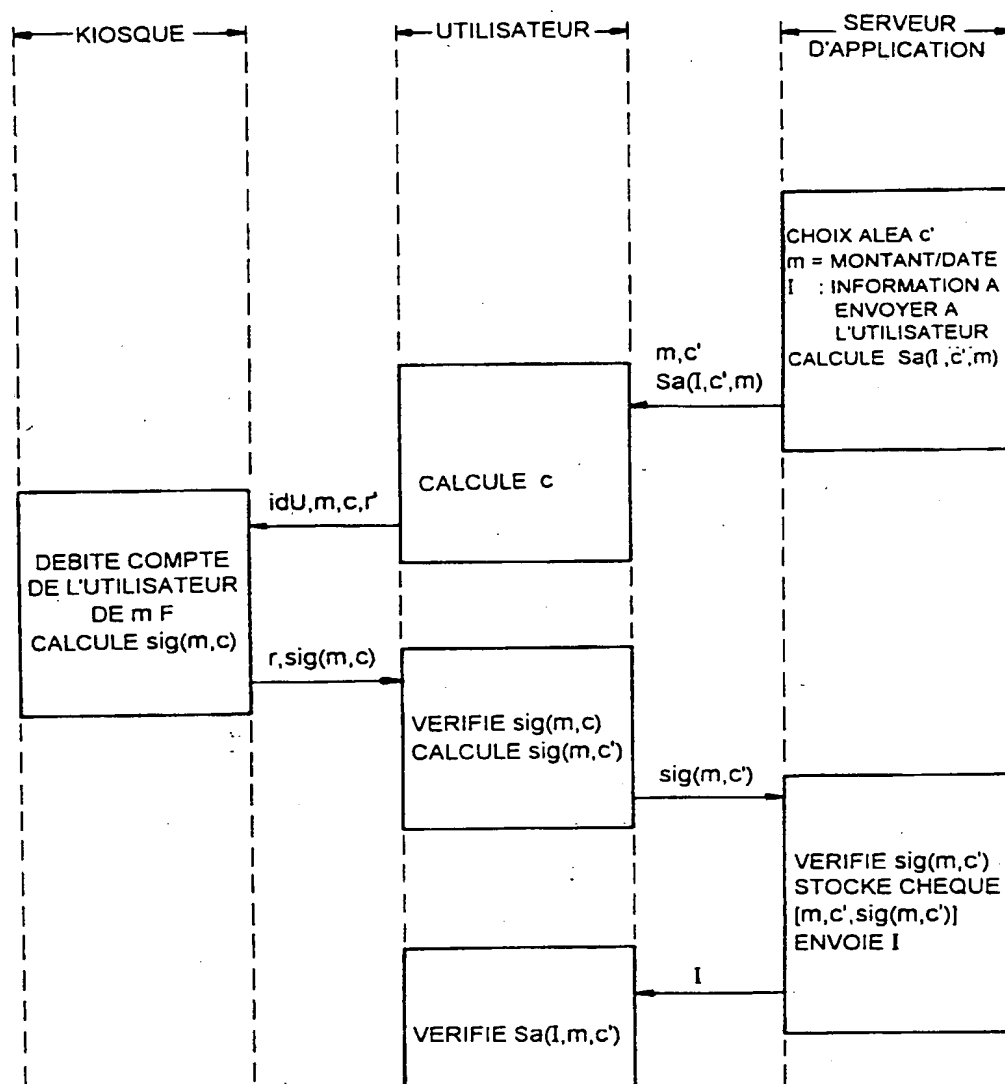 KIOSQUE
UTILISATEUR
SERVEUR
D'APPLICATION
CHOIX ALEA c'
m = MONTANT/DATE
I : INFORMATION A
ENVOYER A
L'UTILISATEUR
CALCULE Sa(I,c',m)
m,c'
Sa(I,c',m)
CALCULE c
idU,m,c,r'
DEBITE COMPTE
DE L'UTILISATEUR
DE m F
CALCULE sig(m,c)
r,sig(m,c)
VERIFIE sig(m,c)
CALCULE sig(m,c')
sig(m,c')
VERIFIE sig(m,c')
STOCKE CHEQUE
[m,c',sig(m,c')]
ENVOIE I
I
VERIFIE Sa(I,m,c')